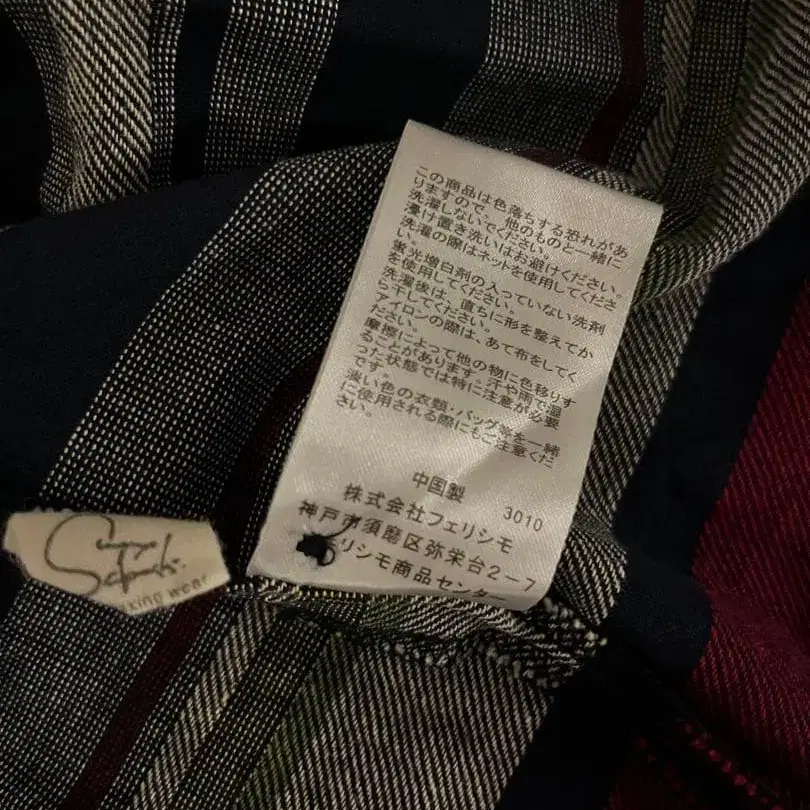 この商品は色落ちする恐れがあ
りますので、他のものと一緒に
洗濯しないでください。
浸け置き洗いはお避けください。
洗濯の際はネットを使用してくださ
い。
蛍光増白剤の入っていない洗剤
を使用してください。
洗濯後は、直ちに形を整えてか
ら干してください。
アイロンの際は、あて布をしてく
ださい。
摩擦によって他の物に色移りす
ることがあります。汗や雨で湿
った状態では特に注意が必要
です。
淡い色の衣類・バッグ等を一緒
に使用される際にもご注意くだ
さい。
中国製
3010
株式会社フェリシモ
神戸市須磨区弥栄台2-7
リシモ商品センター
wear